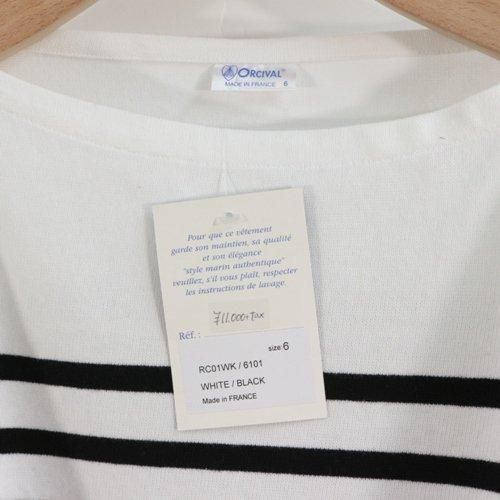 ORCIVAL
MADE IN FRANCE 6
Pour que ce vêtement
garde son maintien, sa qualité
et son élégance
"style marin authentique"
veuillez, s'il vous plaît, respecter
les instructions de lavage.
¥11.000+Tax
Réf. :
size: 6
RC01WK / 6101
WHITE / BLACK
Made in FRANCE